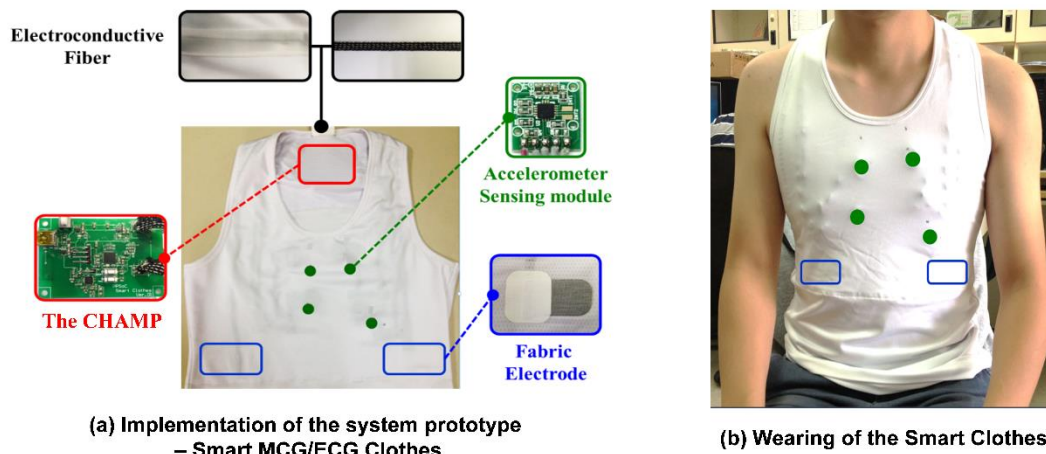 Electroconductive
Fiber
Accelerometer
Sensing module
The CHAMP
Fabric
Electrode
(a) Implementation of the system prototype
– Smart MCG/ECG Clothes
(b) Wearing of the Smart Clothes